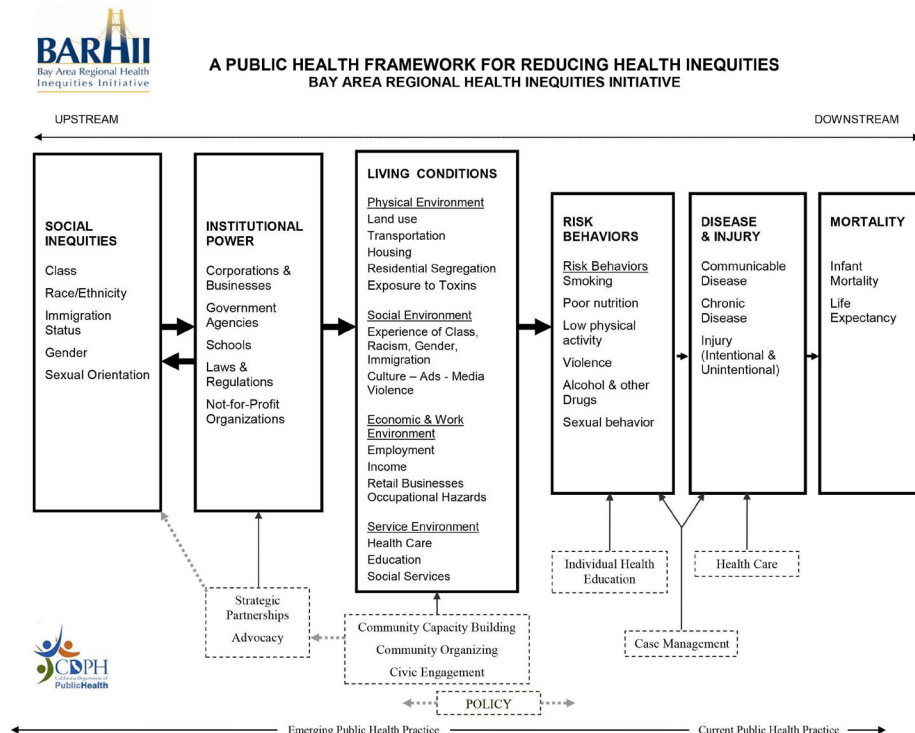 BARHII
Bay Area Regional Health
Inequities Initiative
A PUBLIC HEALTH FRAMEWORK FOR REDUCING HEALTH INEQUITIES
BAY AREA REGIONAL HEALTH INEQUITIES INITIATIVE
UPSTREAM
DOWNSTREAM
SOCIAL
INEQUITIES
Class
Race/Ethnicity
Immigration
Status
Gender
Sexual Orientation
INSTITUTIONAL
POWER
Corporations &
Businesses
Government
Agencies
Schools
Laws &
Regulations
Not-for-Profit
Organizations
LIVING CONDITIONS
Physical Environment
Land use
Transportation
Housing
Residential Segregation
Exposure to Toxins
Social Environment
Experience of Class,
Racism, Gender,
Immigration
Culture – Ads - Media
Violence
Economic & Work
Environment
Employment
Income
Retail Businesses
Occupational Hazards
Service Environment
Health Care
Education
Social Services
RISK
BEHAVIORS
Risk Behaviors
Smoking
Poor nutrition
Low physical
activity
Violence
Alcohol & other
Drugs
Sexual behavior
DISEASE
& INJURY
Communicable
Disease
Chronic
Disease
Injury
(Intentional &
Unintentional)
MORTALITY
Infant
Mortality
Life
Expectancy
Strategic
Partnerships
Advocacy
Community Capacity Building
Community Organizing
Civic Engagement
Individual Health
Education
Health Care
Case Management
POLICY
CDPH
California Department of
PublicHealth
Emerging Public Health Practice
Current Public Health Practice